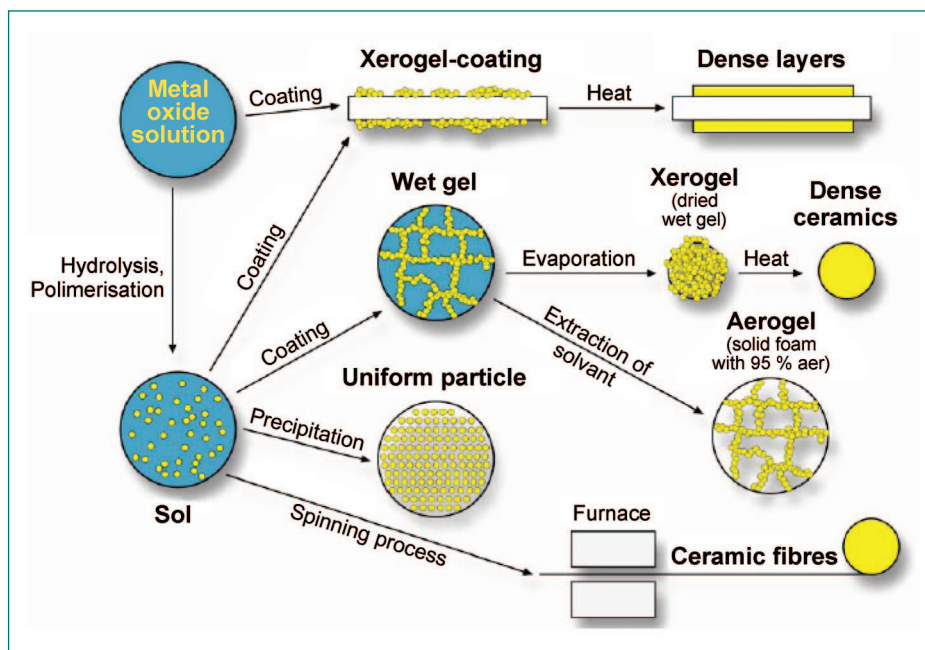 Xerogel-coating
Dense layers
Metal
oxide
solution
Coating
Heat
Wet gel
Xerogel
(dried
wet gel)
Dense
ceramics
Hydrolysis,
Polimerisation
Coating
Evaporation
Heat
Coating
Extraction of
solvant
Aerogel
(solid foam
with 95 % aer)
Uniform particle
Precipitation
Sol
Spinning process
Furnace
Ceramic fibres